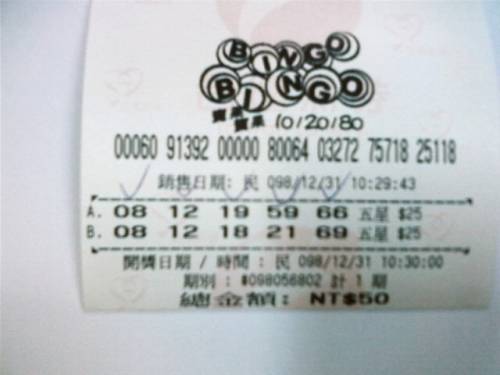 BINGO
BINGO
賓果
賓果 10/20/80
00060 91392 00000 80064 03272 75718 25118
銷售日期: 民 098/12/31 10:29:43
A. 08 12 19 59 66 五星 $25
B. 08 12 18 21 69 五星 $25
開獎日期 / 時間 : 民 098/12/31 10:30:00
期別 : #098056802 計 1 期
總金額: NT$50